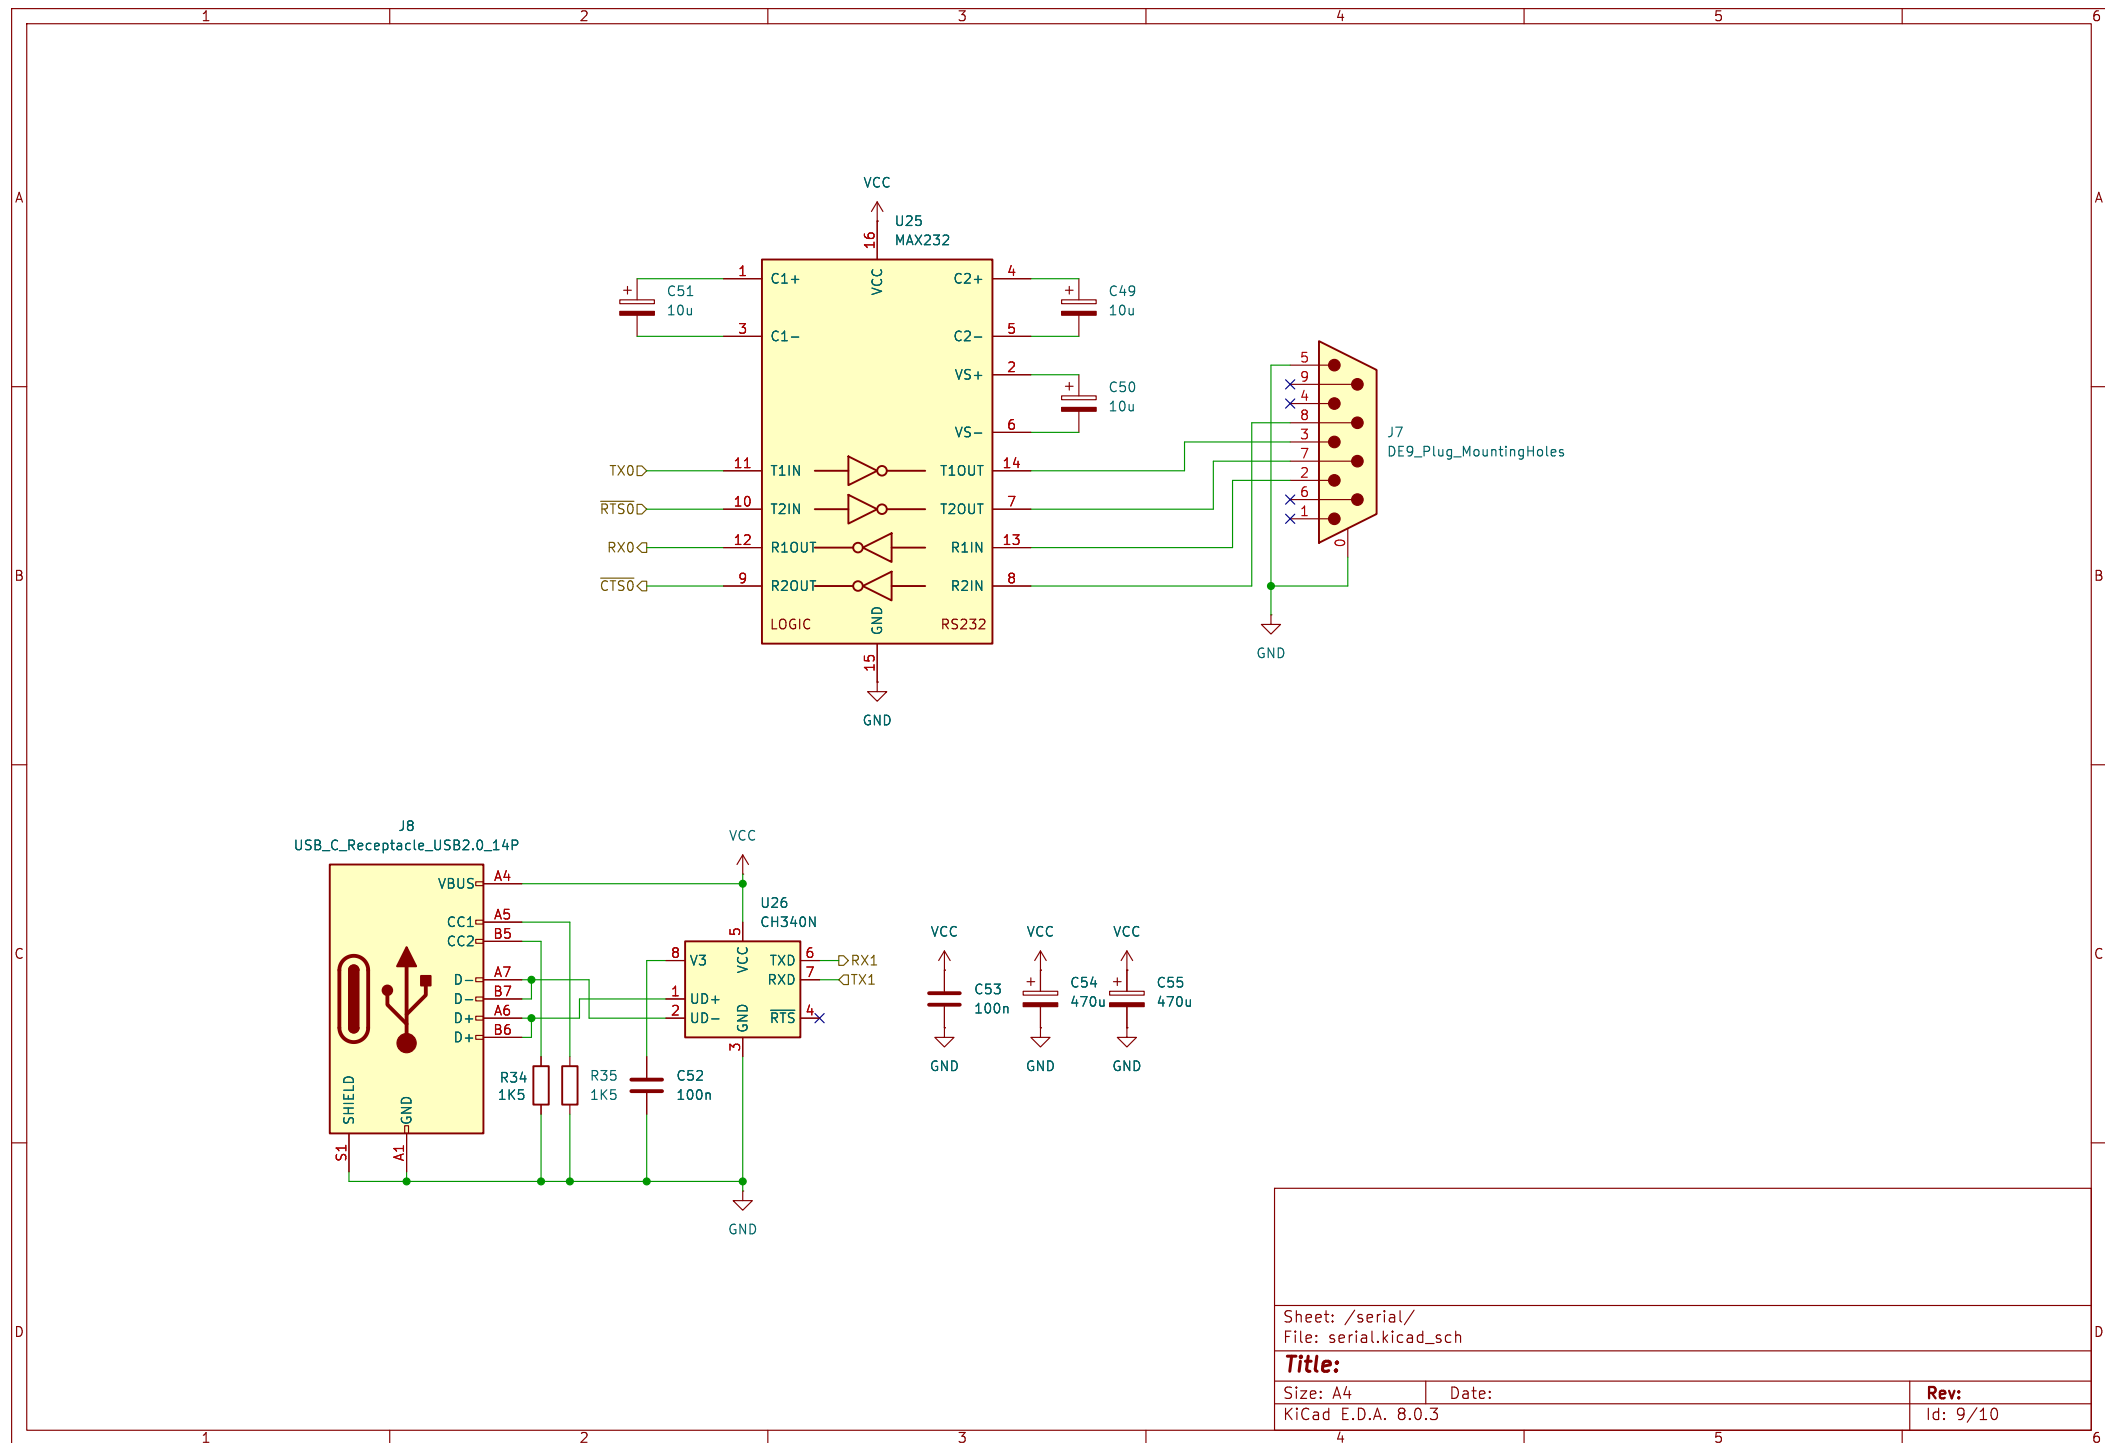 1 2 3 4 5 6
A A
VCC
U25
MAX232
16
VCC
1 C1+ C2+ 4
+ C51
10u
+ C49
10u
3 C1- C2- 5
VS+ 2
+ C50
10u
VS- 6
TX0 11 T1IN T1OUT 14
RTS0 10 T2IN T2OUT 7
RX0 12 R1OUT R1IN 13
CTS0 9 R2OUT R2IN 8
LOGIC GND RS232
15
GND
5
9
4
8
3
7
2
6
1
0
J7
DE9_Plug_MountingHoles
GND
B B
J8
USB_C_Receptacle_USB2.0_14P
VBUS A4
CC1 A5
CC2 B5
D- A7
D- B7
D+ A6
D+ B6
SHIELD GND
S1 A1
R34
1K5
R35
1K5
C52
100n
VCC
U26
CH340N
5
8 V3 VCC TXD 6 RX1
RXD 7 TX1
1 UD+
2 UD- GND RTS 4
3
GND
VCC VCC VCC
C53
100n
+ C54
470u
+ C55
470u
GND GND GND
C C
D D
Sheet: /serial/
File: serial.kicad_sch
Title:
Size: A4 Date: Rev:
KiCad E.D.A. 8.0.3 Id: 9/10
1 2 3 4 5 6